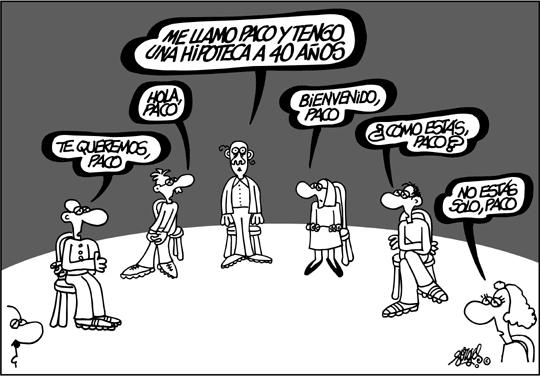 ME LLAMO PACO Y TENGO
UNA HIPOTECA A 40 AÑOS
HOLA,
PACO
BIENVENIDO,
PACO
TE QUEREMOS,
PACO
¿CÓMO ESTÁS,
PACO?
NO ESTÁS
SOLO, PACO